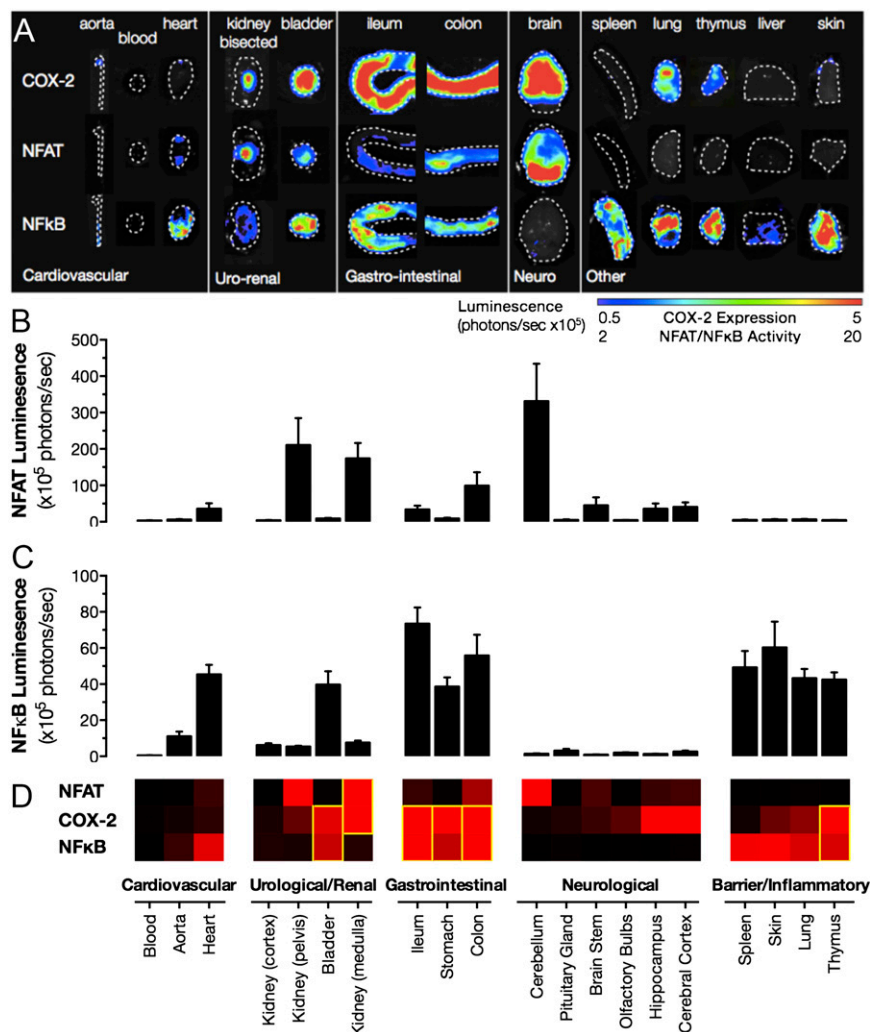 A
aorta blood heart kidney bisected bladder ileum colon brain spleen lung thymus liver skin
COX-2
NFAT
NFκB
Cardiovascular Uro-renal Gastro-intestinal Neuro Other
Luminescence (photons/sec x10⁵)
0.5 COX-2 Expression 5
2 NFAT/NFκB Activity 20
B
NFAT Luminesence
(x10⁵ photons/sec)
500
400
300
200
100
0
C
NFκB Luminesence
(x10⁵ photons/sec)
100
80
60
40
20
0
D
NFAT
COX-2
NFκB
Cardiovascular Urological/Renal Gastrointestinal Neurological Barrier/Inflammatory
Blood
Aorta
Heart
Kidney (cortex)
Kidney (pelvis)
Bladder
Kidney (medulla)
Ileum
Stomach
Colon
Cerebellum
Pituitary Gland
Brain Stem
Olfactory Bulbs
Hippocampus
Cerebral Cortex
Spleen
Skin
Lung
Thymus